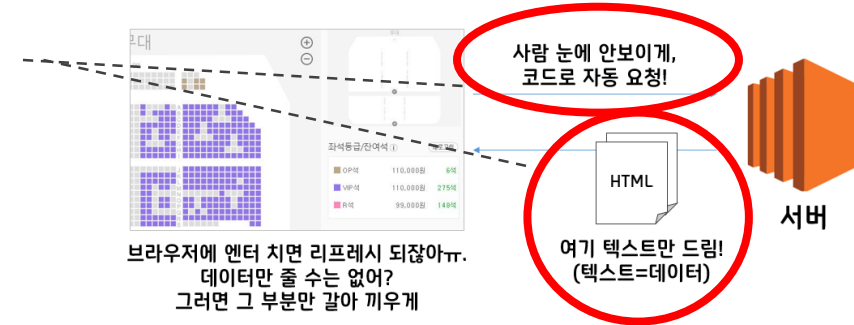 무대
사람 눈에 안보이게,
코드로 자동 요청!
좌석등급/잔여석
OP석 110,000원 6석
VIP석 110,000원 275석
R석 99,000원 148석
HTML
서버
여기 텍스트만 드림!
(텍스트=데이터)
브라우저에 엔터 치면 리프레시 되잖아ㅠ.
데이터만 줄 수는 없어?
그러면 그 부분만 갈아 끼우게